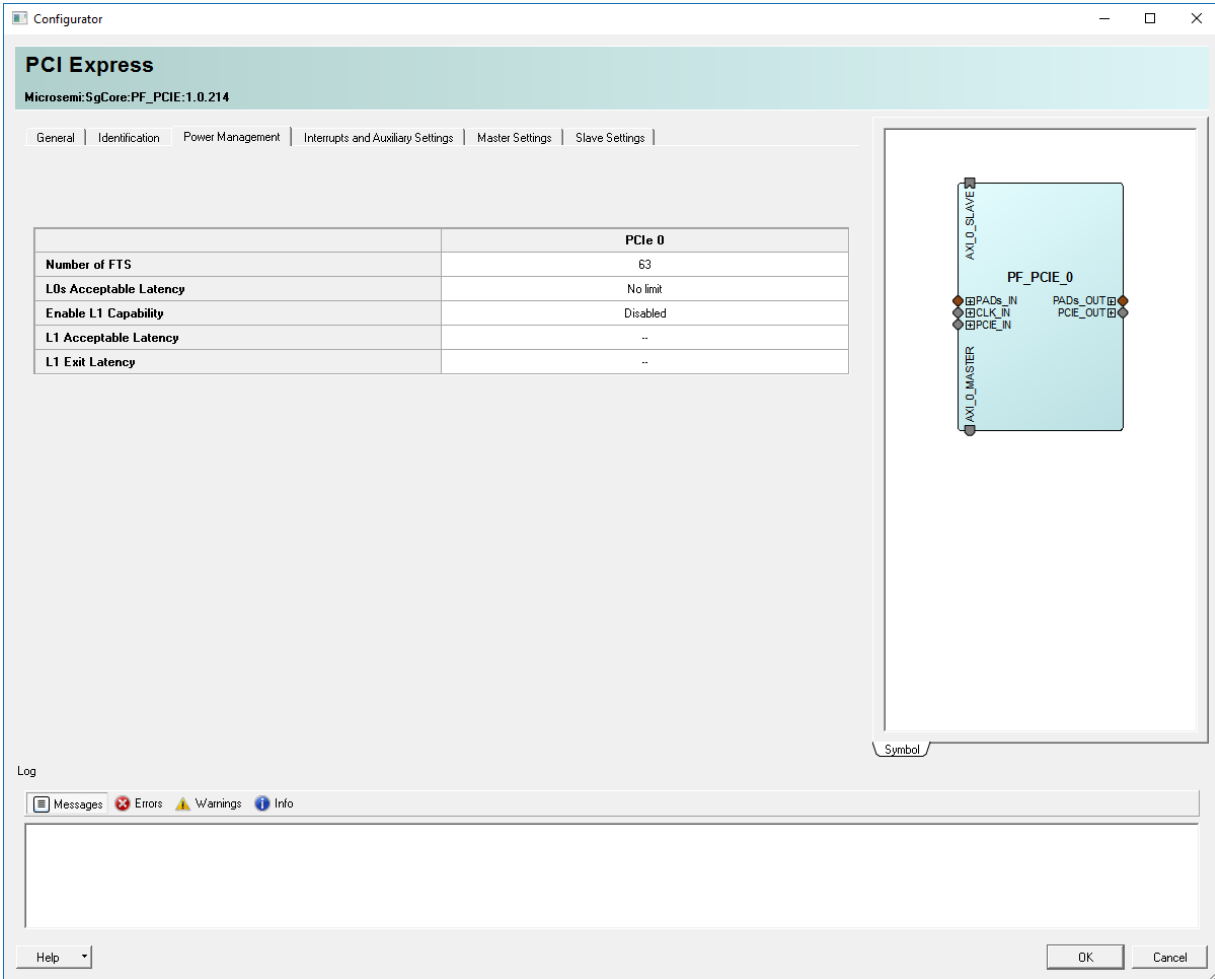 Configurator
PCI Express
Microsemi:SgCore:PF_PCIE:1.0.214
General Identification Power Management Interrupts and Auxiliary Settings Master Settings Slave Settings
PCIe 0
Number of FTS 63
L0s Acceptable Latency No limit
Enable L1 Capability Disabled
L1 Acceptable Latency --
L1 Exit Latency --
AXI_0_SLAVE
PF_PCIE_0
PADs_IN PADs_OUT
CLK_IN PCIE_OUT
PCIE_IN
AXI_0_MASTER
Symbol
Log
Messages Errors Warnings Info
Help OK Cancel